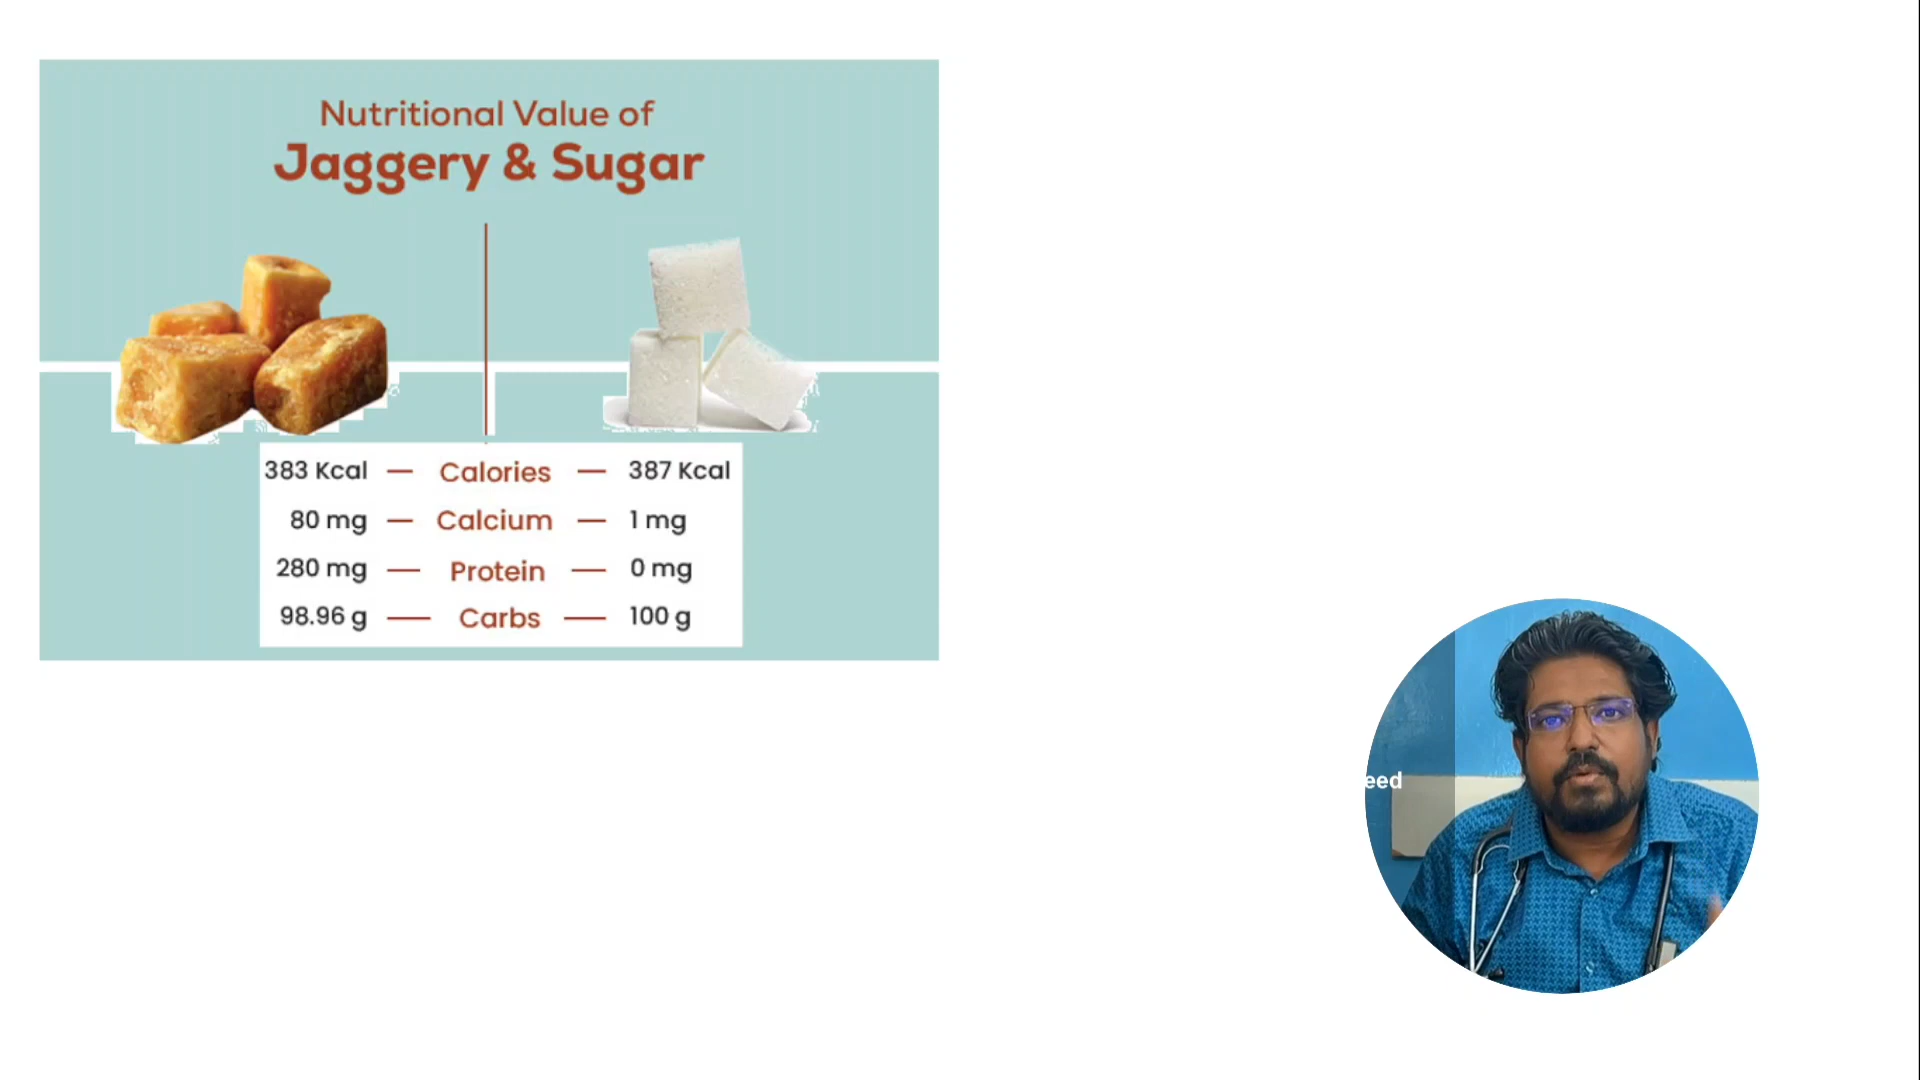 Nutritional Value of
Jaggery & Sugar
383 Kcal — Calories — 387 Kcal
80 mg — Calcium — 1 mg
280 mg — Protein — 0 mg
98.96 g — Carbs — 100 g
eed